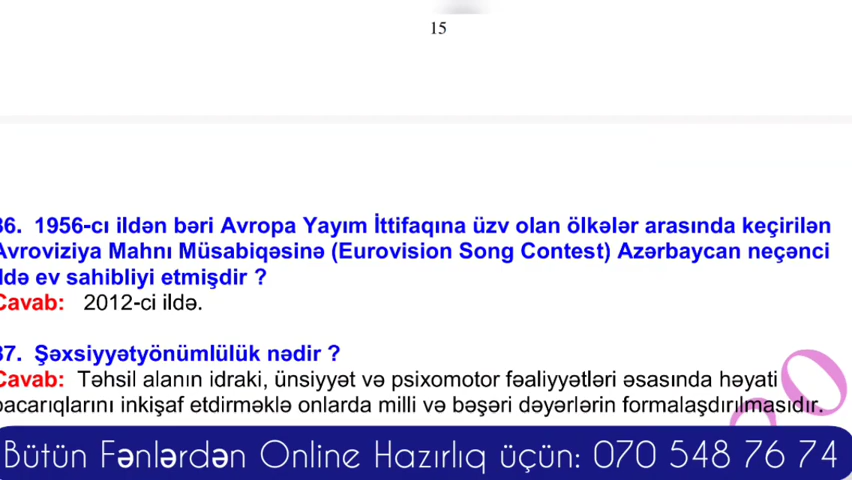 15
36. 1956-cı ildən bəri Avropa Yayım İttifaqına üzv olan ölkələr arasında keçirilən
Avroviziya Mahnı Müsabiqəsinə (Eurovision Song Contest) Azərbaycan neçənci
ildə ev sahibliyi etmişdir ?
Cavab: 2012-ci ildə.
37. Şəxsiyyətyönümlülük nədir ?
Cavab: Təhsil alanın idraki, ünsiyyət və psixomotor fəaliyyətləri əsasında həyati
bacarıqlarını inkişaf etdirməklə onlarda milli və bəşəri dəyərlərin formalaşdırılmasıdır.
Bütün Fənlərdən Online Hazırlıq üçün: 070 548 76 74